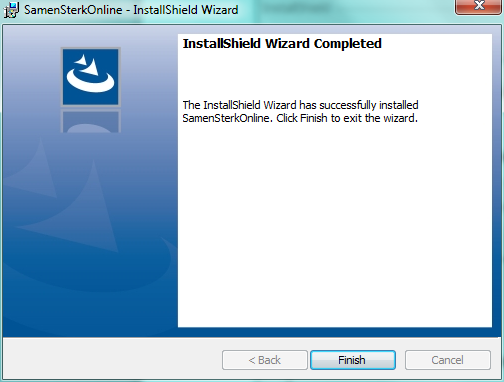 SamenSterkOnline - InstallShield Wizard
InstallShield Wizard Completed
The InstallShield Wizard has successfully installed
SamenSterkOnline. Click Finish to exit the wizard.
< Back
Finish
Cancel